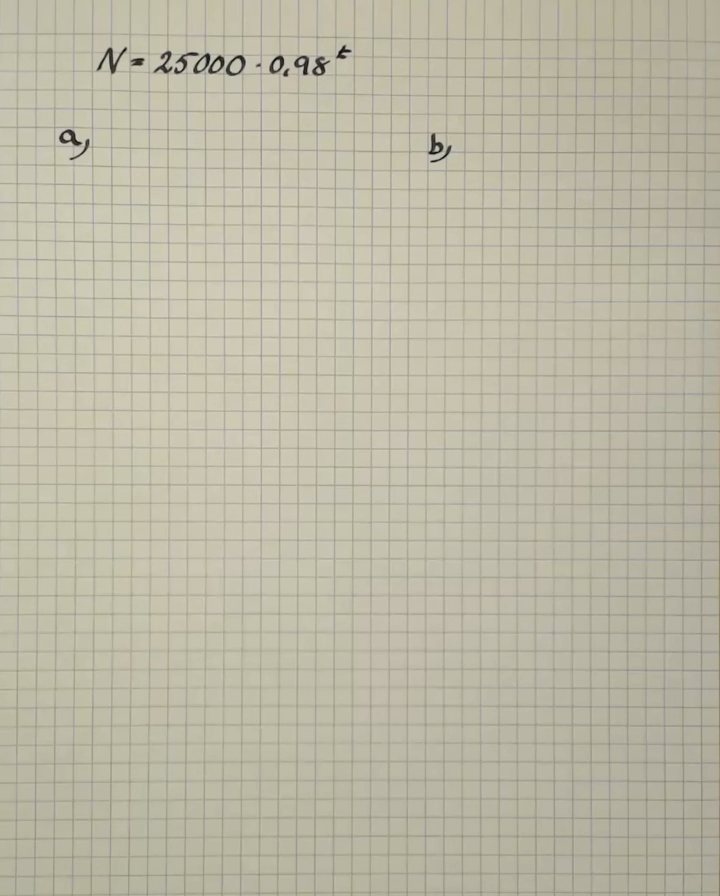 N = 25000 · 0,98^t
a,
b,